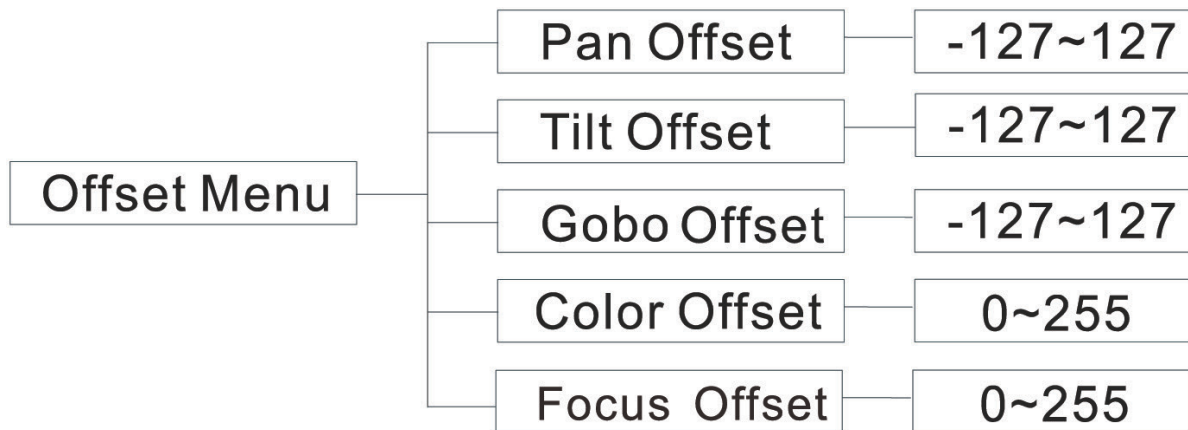 Pan Offset -127~127
Tilt Offset -127~127
Offset Menu
Gobo Offset -127~127
Color Offset 0~255
Focus Offset 0~255